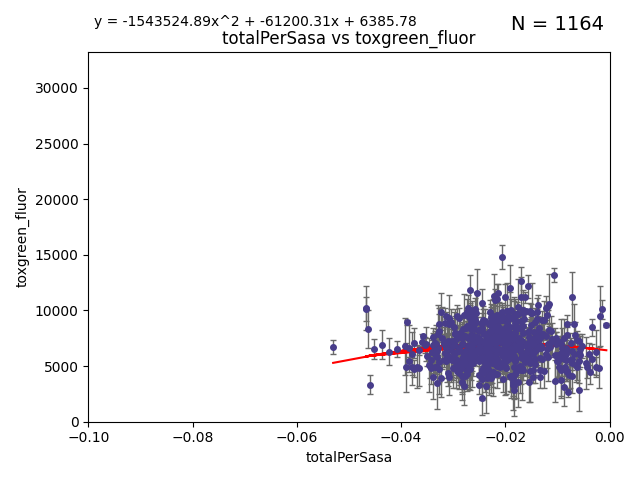 y = -1543524.89x^2 + -61200.31x + 6385.78
N = 1164
totalPerSasa vs toxgreen_fluor
toxgreen_fluor
30000
25000
20000
15000
10000
5000
0
−0.10
−0.08
−0.06
−0.04
−0.02
0.00
totalPerSasa